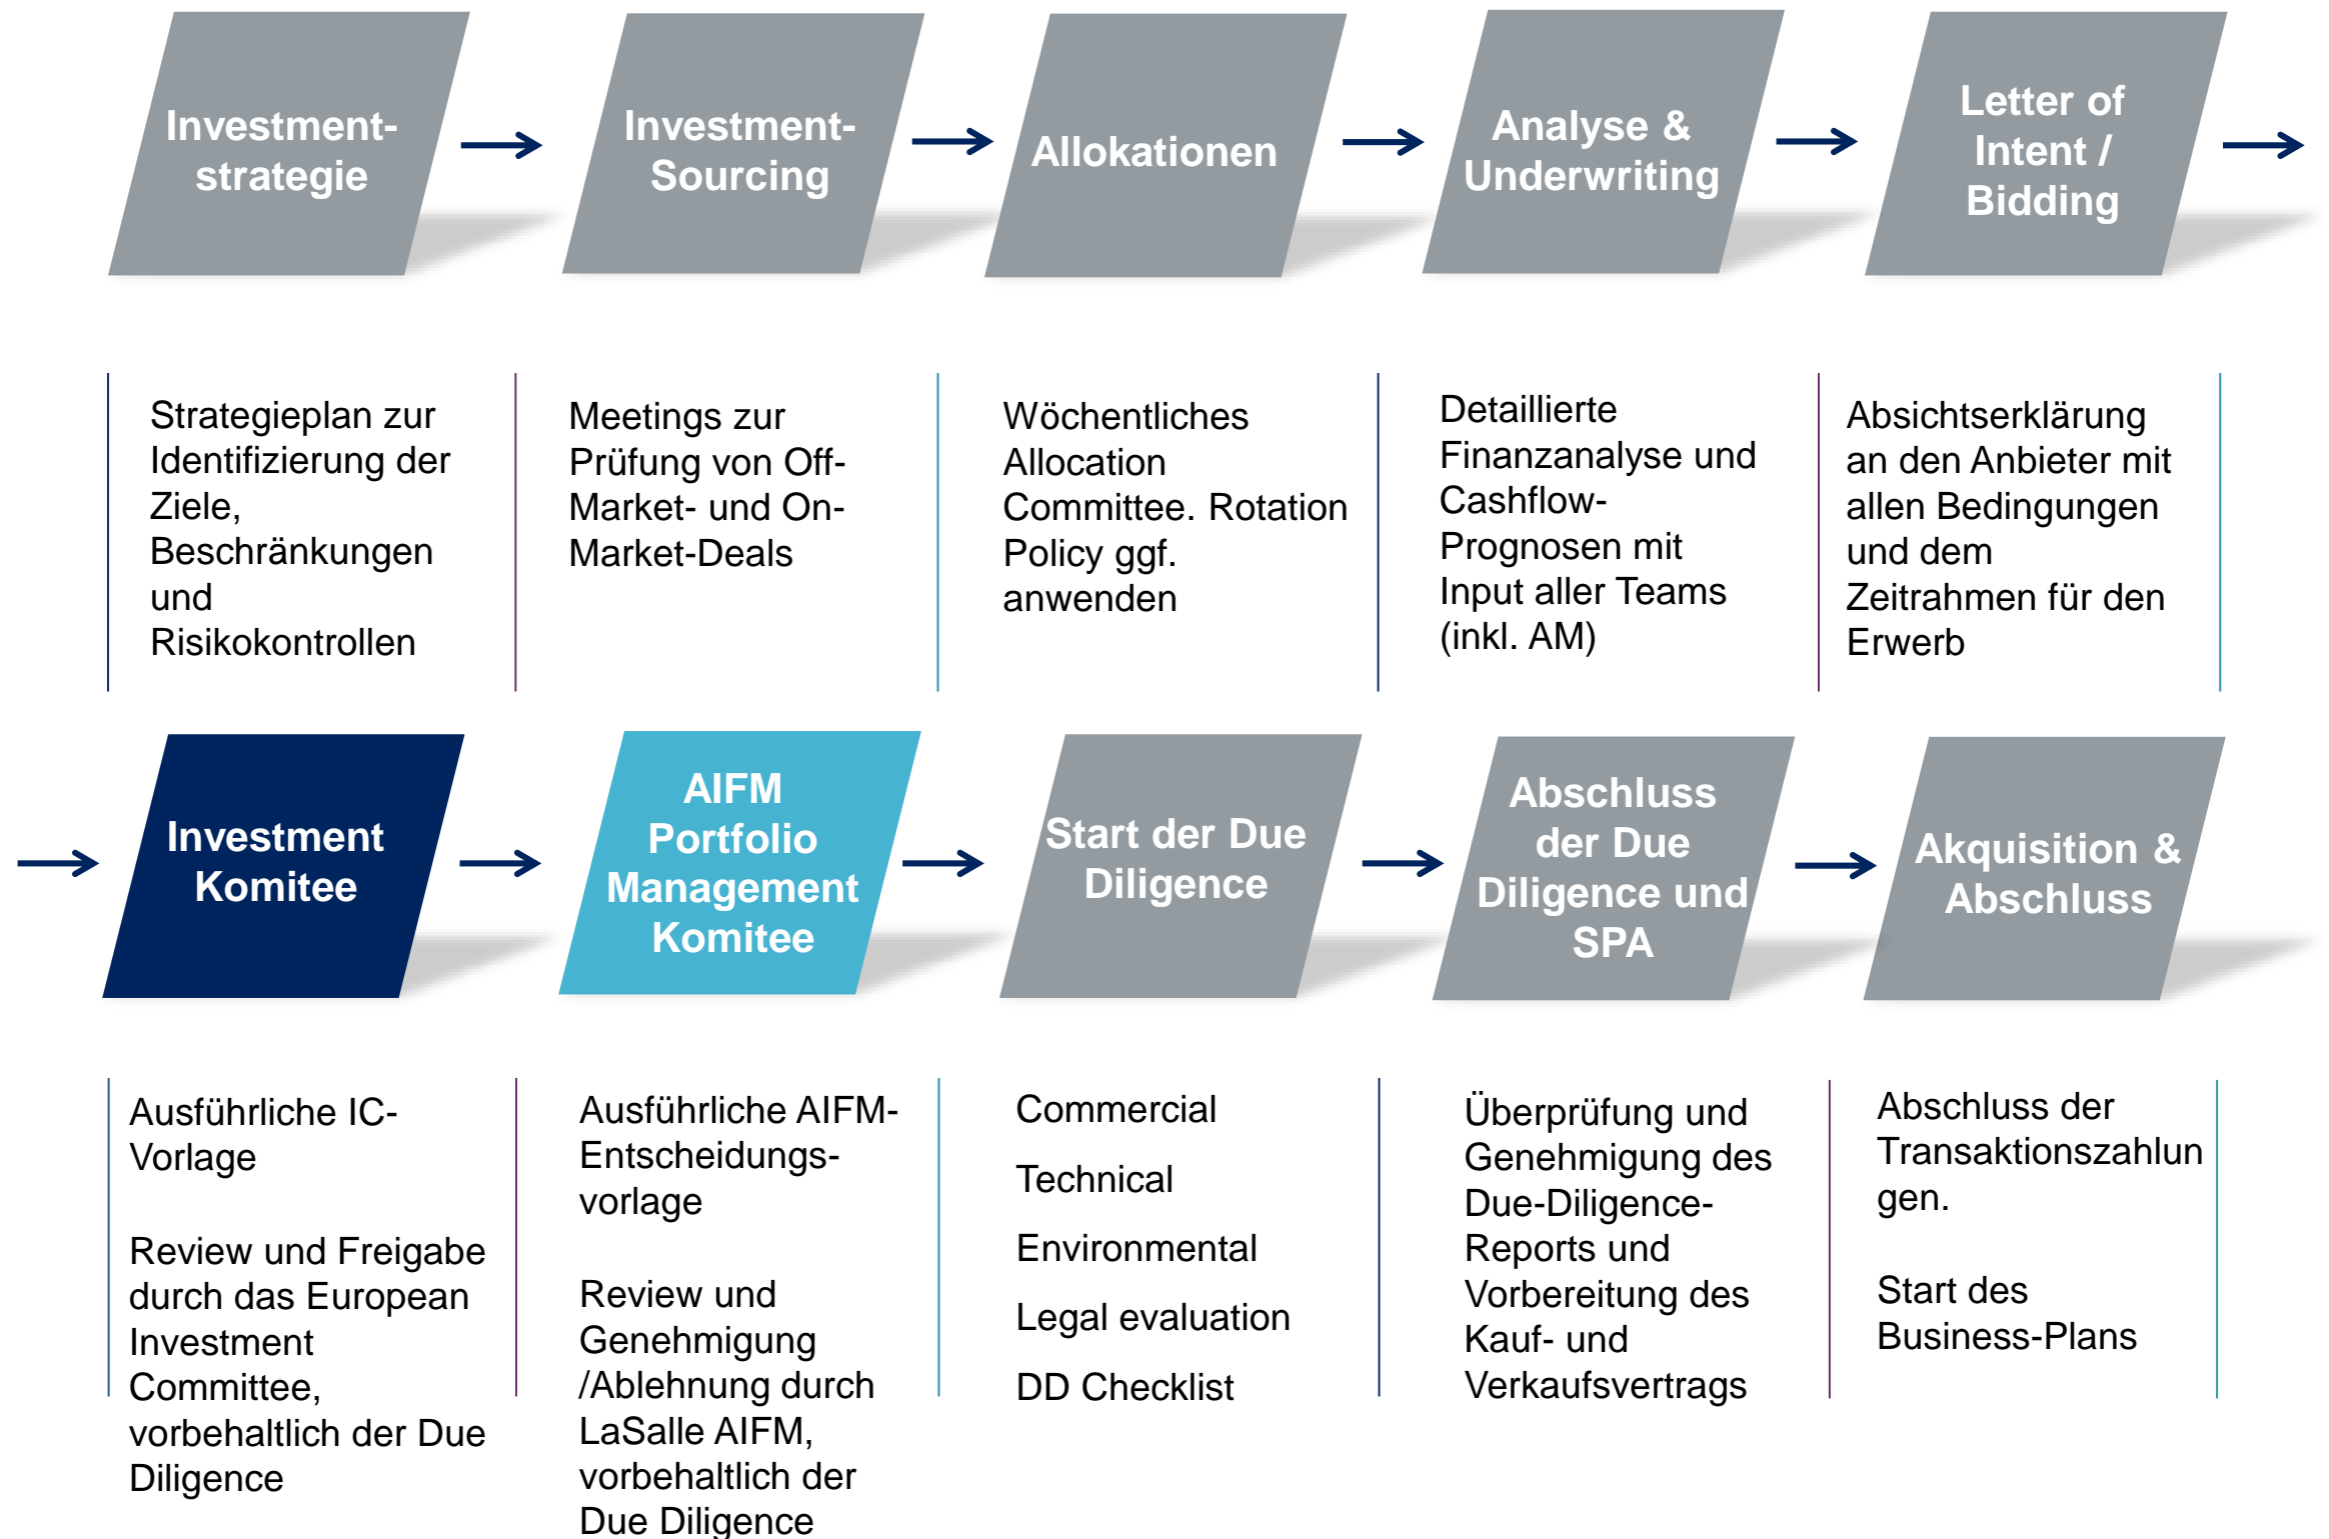 Investment-
strategie
Investment-
Sourcing
Allokationen
Analyse &
Underwriting
Letter of
Intent /
Bidding
Strategieplan zur
Identifizierung der
Ziele,
Beschränkungen
und
Risikokontrollen
Meetings zur
Prüfung von Off-
Market- und On-
Market-Deals
Wöchentliches
Allocation
Committee. Rotation
Policy ggf.
anwenden
Detaillierte
Finanzanalyse und
Cashflow-
Prognosen mit
Input aller Teams
(inkl. AM)
Absichtserklärung
an den Anbieter mit
allen Bedingungen
und dem
Zeitrahmen für den
Erwerb
Investment
Komitee
AIFM
Portfolio
Management
Komitee
Start der Due
Diligence
Abschluss
der Due
Diligence und
SPA
Akquisition &
Abschluss
Ausführliche IC-
Vorlage
Review und Freigabe
durch das European
Investment
Committee,
vorbehaltlich der Due
Diligence
Ausführliche AIFM-
Entscheidungs-
vorlage
Review und
Genehmigung
/Ablehnung durch
LaSalle AIFM,
vorbehaltlich der
Due Diligence
Commercial
Technical
Environmental
Legal evaluation
DD Checklist
Überprüfung und
Genehmigung des
Due-Diligence-
Reports und
Vorbereitung des
Kauf- und
Verkaufsvertrags
Abschluss der
Transaktionszahlun
gen.
Start des
Business-Plans